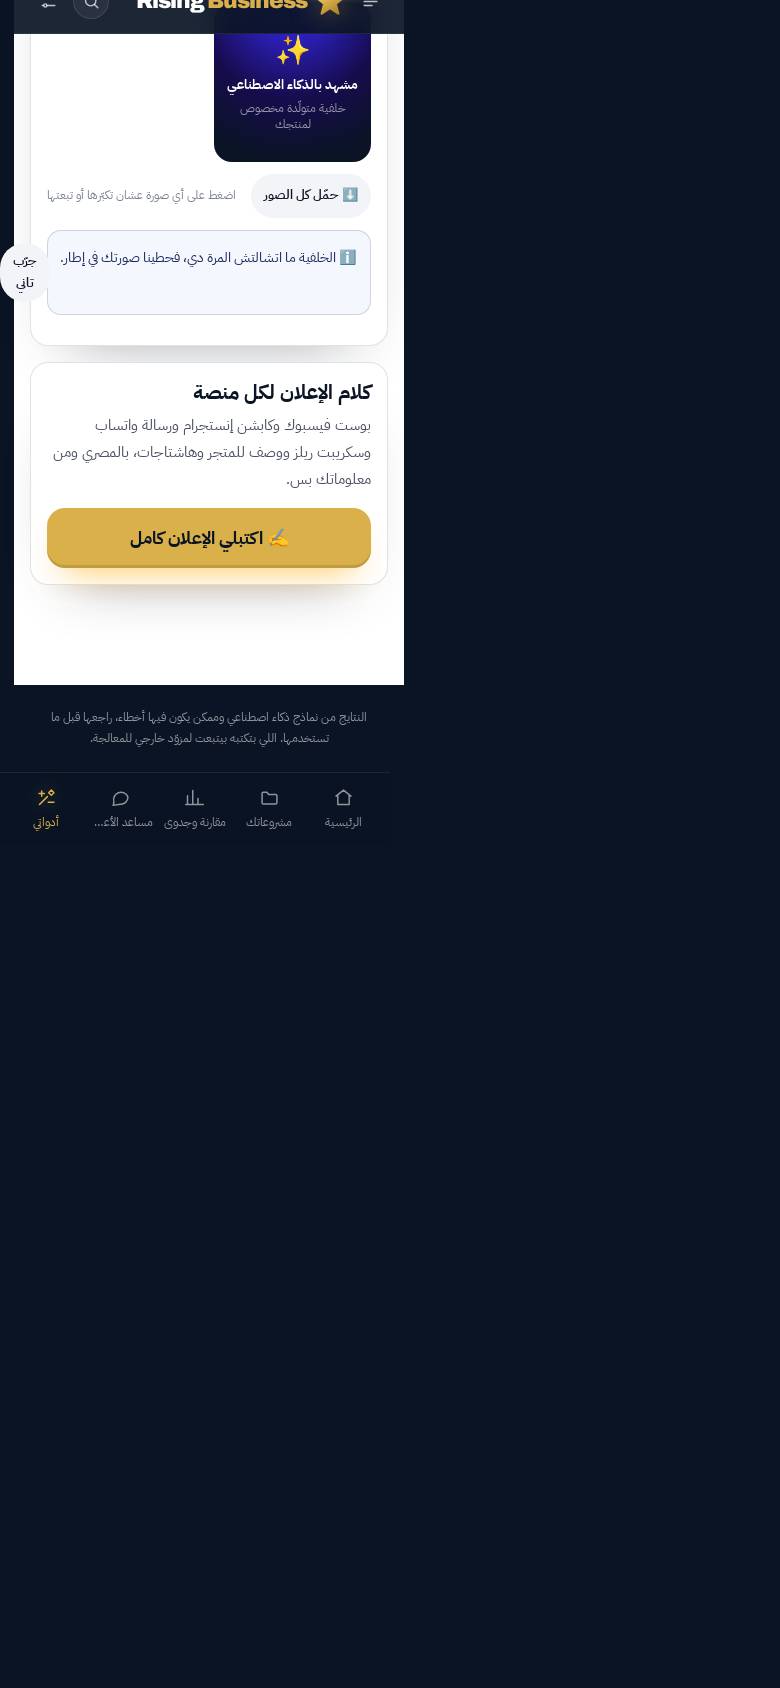 Rising Business
مشهد بالذكاء الاصطناعي
خلفية متولّدة مخصوص
لمنتجك
⬇️ حمّل كل الصور
اضغط على أي صورة عشان تكبّرها أو تبعتها
ℹ️ الخلفية ما اتشالتش المرة دي، فحطينا صورتك في إطار.
جرّب
تاني
كلام الإعلان لكل منصة
بوست فيسبوك وكابشن إنستجرام ورسالة واتساب
وسكريبت ريلز ووصف للمتجر وهاشتاجات، بالمصري ومن
معلوماتك بس.
✍️ اكتبلي الإعلان كامل
النتايج من نماذج ذكاء اصطناعي وممكن يكون فيها أخطاء، راجعها قبل ما
تستخدمها. اللي بتكتبه بيتبعت لمزوّد خارجي للمعالجة.
الرئيسية
مشروعاتك
مقارنة وجدوى
مساعد الأع...
أدواتي